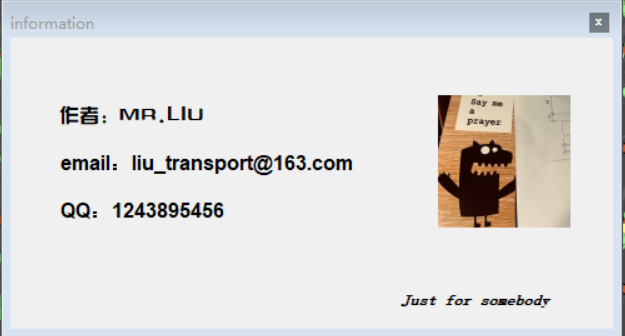 information
x
作者：MR.LIU
email：liu_transport@163.com
QQ：1243895456
Say me
a
prayer
Just for somebody